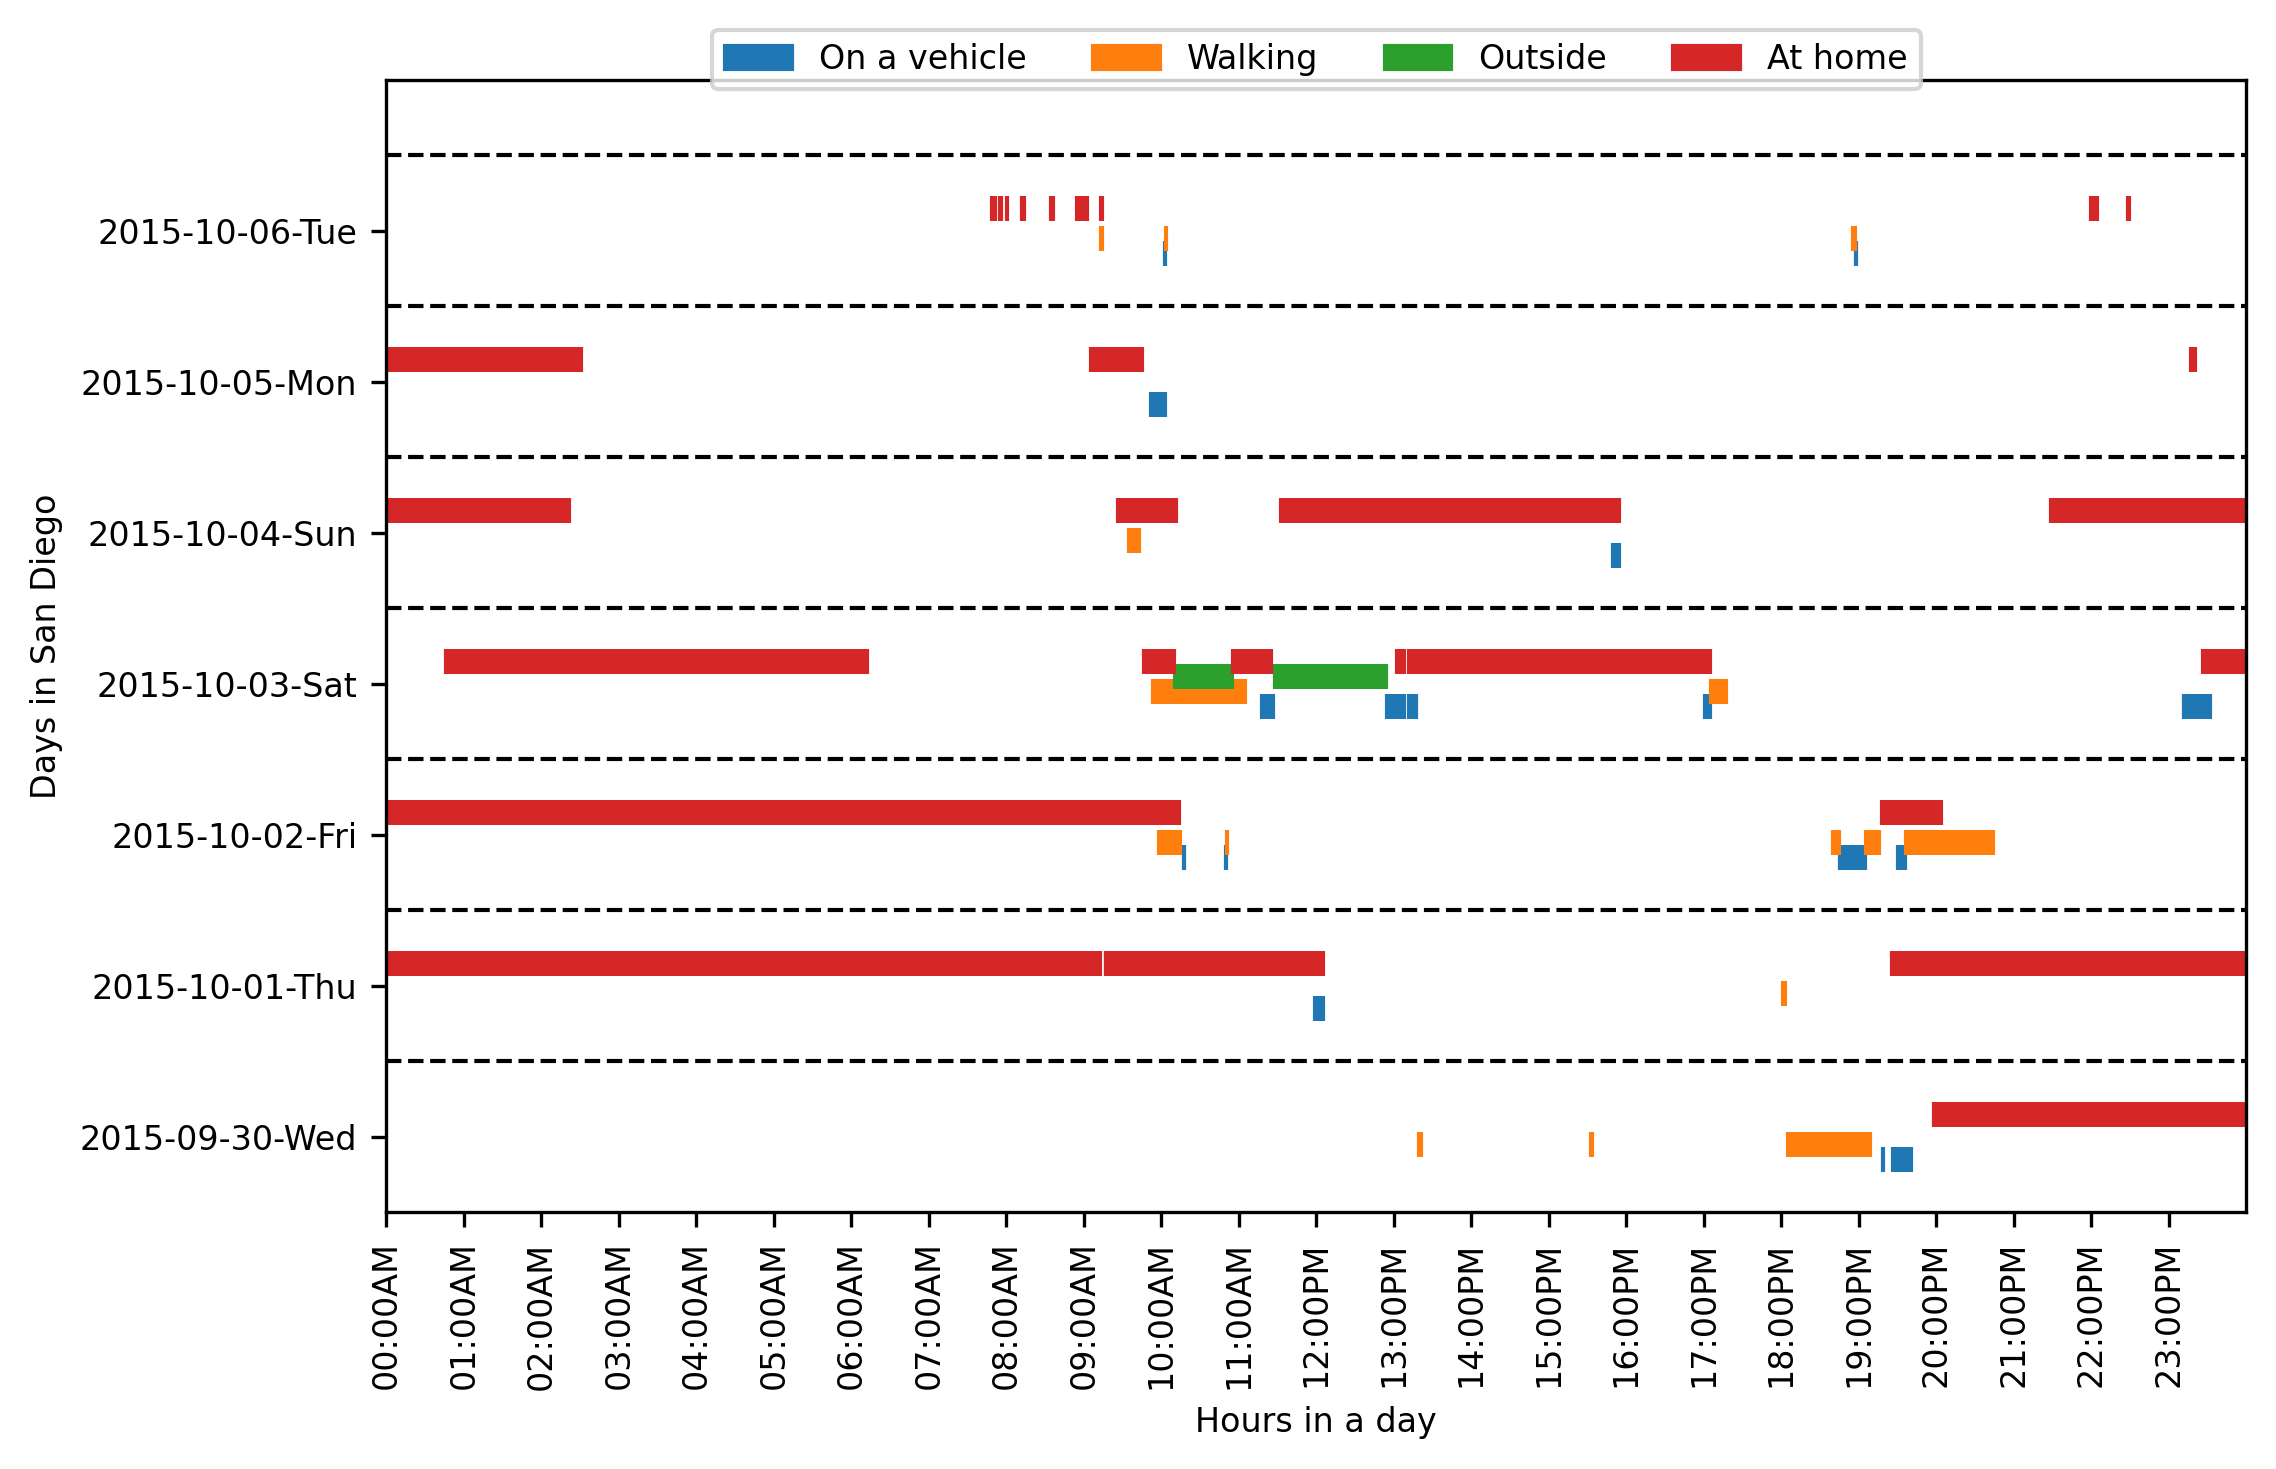 On a vehicle Walking Outside At home
2015-10-06-Tue
2015-10-05-Mon
2015-10-04-Sun
2015-10-03-Sat
2015-10-02-Fri
2015-10-01-Thu
2015-09-30-Wed
Days in San Diego
00:00AM
01:00AM
02:00AM
03:00AM
04:00AM
05:00AM
06:00AM
07:00AM
08:00AM
09:00AM
10:00AM
11:00AM
12:00PM
13:00PM
14:00PM
15:00PM
16:00PM
17:00PM
18:00PM
19:00PM
20:00PM
21:00PM
22:00PM
23:00PM
Hours in a day